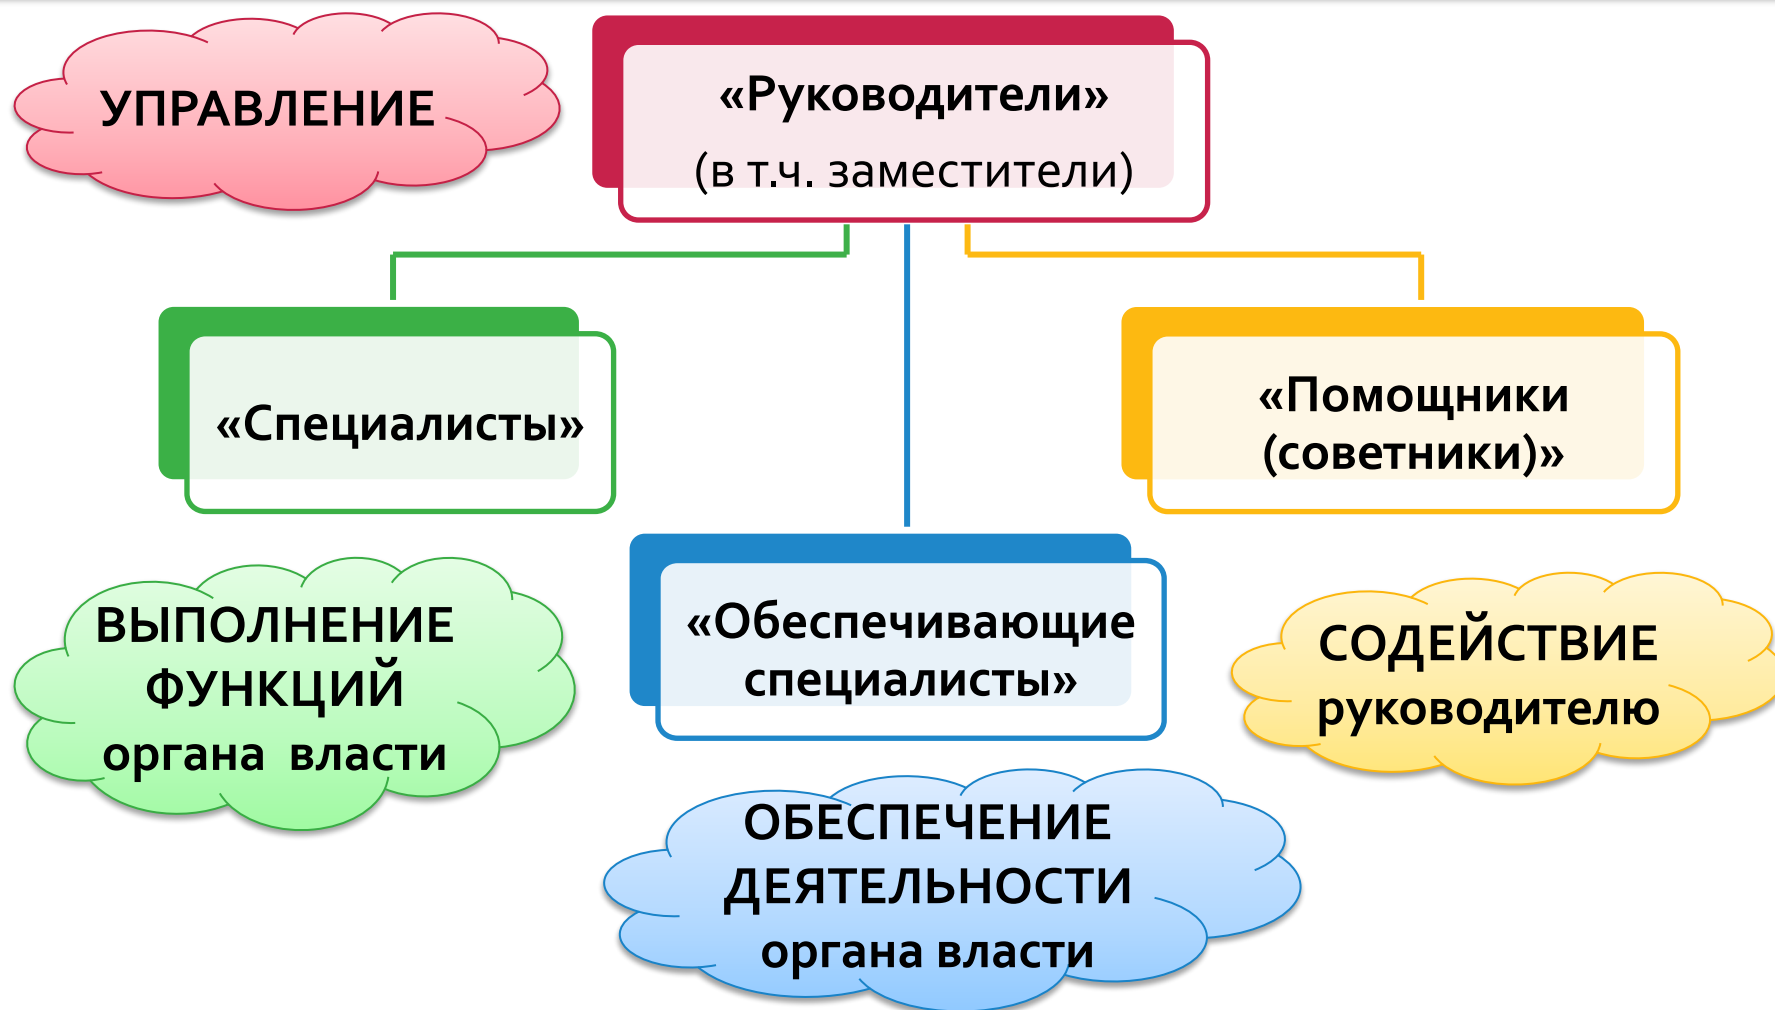 УПРАВЛЕНИЕ
«Руководители»
(в т.ч. заместители)
«Специалисты»
«Помощники
(советники)»
«Обеспечивающие
специалисты»
ВЫПОЛНЕНИЕ
ФУНКЦИЙ
органа власти
СОДЕЙСТВИЕ
руководителю
ОБЕСПЕЧЕНИЕ
ДЕЯТЕЛЬНОСТИ
органа власти